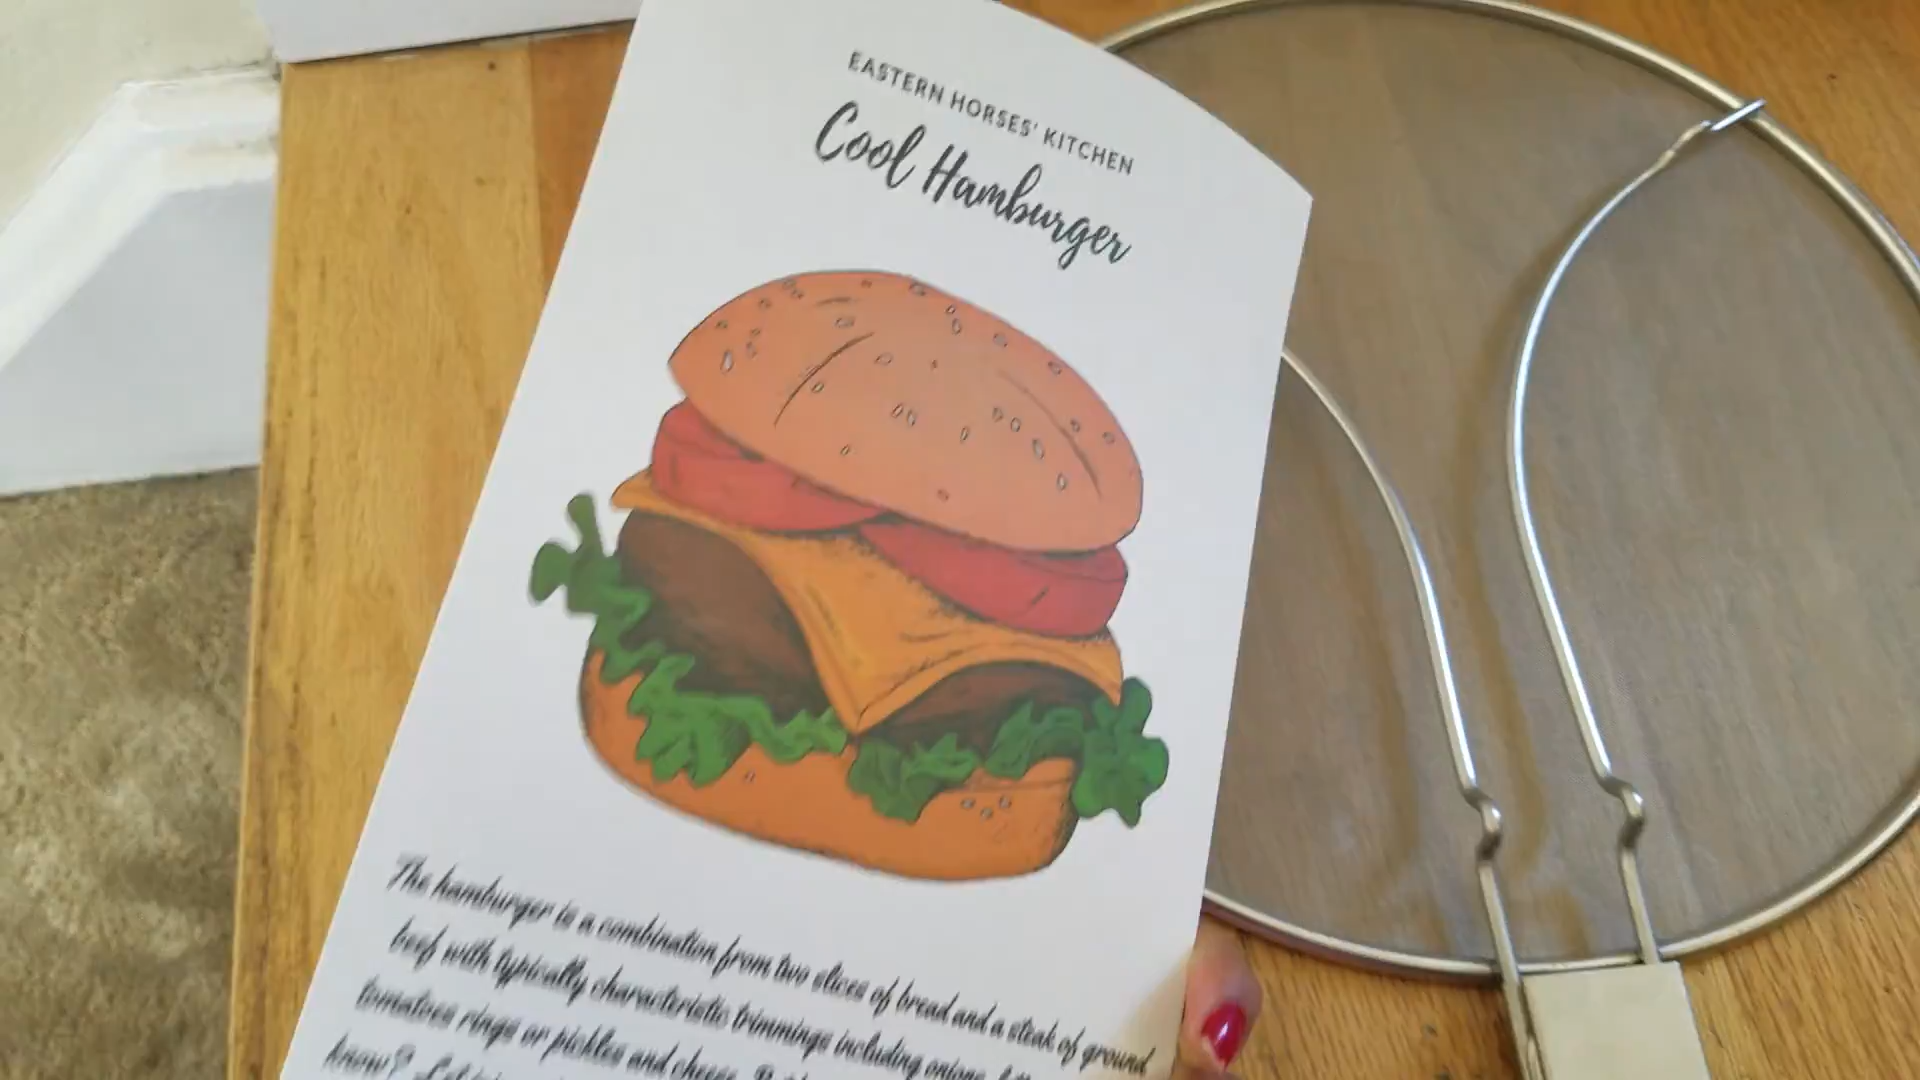 EASTERN HORSES' KITCHEN
Cool Hamburger
The hamburger is a combination from two slices of bread and a steak of ground
beef with typically characteristic trimmings including onions,
tomatoes rings or pickles and cheese.
know?